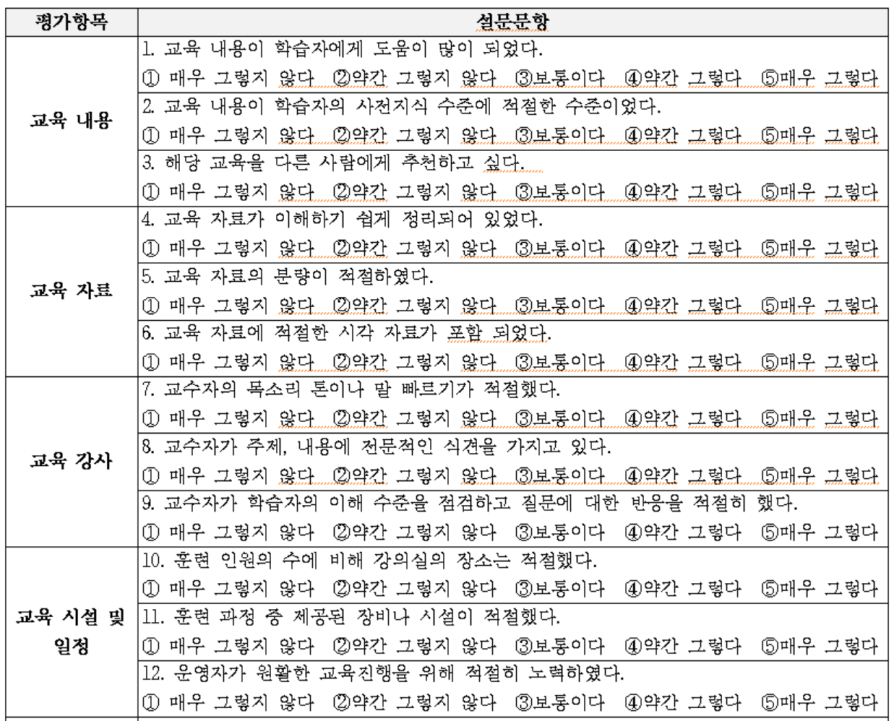 평가항목 설문문항
교육 내용
1. 교육 내용이 학습자에게 도움이 많이 되었다.
① 매우 그렇지 않다 ②약간 그렇지 않다 ③보통이다 ④약간 그렇다 ⑤매우 그렇다
2. 교육 내용이 학습자의 사전지식 수준에 적절한 수준이었다.
① 매우 그렇지 않다 ②약간 그렇지 않다 ③보통이다 ④약간 그렇다 ⑤매우 그렇다
3. 해당 교육을 다른 사람에게 추천하고 싶다.
① 매우 그렇지 않다 ②약간 그렇지 않다 ③보통이다 ④약간 그렇다 ⑤매우 그렇다
교육 자료
4. 교육 자료가 이해하기 쉽게 정리되어 있었다.
① 매우 그렇지 않다 ②약간 그렇지 않다 ③보통이다 ④약간 그렇다 ⑤매우 그렇다
5. 교육 자료의 분량이 적절하였다.
① 매우 그렇지 않다 ②약간 그렇지 않다 ③보통이다 ④약간 그렇다 ⑤매우 그렇다
6. 교육 자료에 적절한 시각 자료가 포함 되었다.
① 매우 그렇지 않다 ②약간 그렇지 않다 ③보통이다 ④약간 그렇다 ⑤매우 그렇다
교육 강사
7. 교수자의 목소리 톤이나 말 빠르기가 적절했다.
① 매우 그렇지 않다 ②약간 그렇지 않다 ③보통이다 ④약간 그렇다 ⑤매우 그렇다
8. 교수자가 주제, 내용에 전문적인 식견을 가지고 있다.
① 매우 그렇지 않다 ②약간 그렇지 않다 ③보통이다 ④약간 그렇다 ⑤매우 그렇다
9. 교수자가 학습자의 이해 수준을 점검하고 질문에 대한 반응을 적절히 했다.
① 매우 그렇지 않다 ②약간 그렇지 않다 ③보통이다 ④약간 그렇다 ⑤매우 그렇다
교육 시설 및
일정
10. 훈련 인원의 수에 비해 강의실의 장소는 적절했다.
① 매우 그렇지 않다 ②약간 그렇지 않다 ③보통이다 ④약간 그렇다 ⑤매우 그렇다
11. 훈련 과정 중 제공된 장비나 시설이 적절했다.
① 매우 그렇지 않다 ②약간 그렇지 않다 ③보통이다 ④약간 그렇다 ⑤매우 그렇다
12. 운영자가 원활한 교육진행을 위해 적절히 노력하였다.
① 매우 그렇지 않다 ②약간 그렇지 않다 ③보통이다 ④약간 그렇다 ⑤매우 그렇다